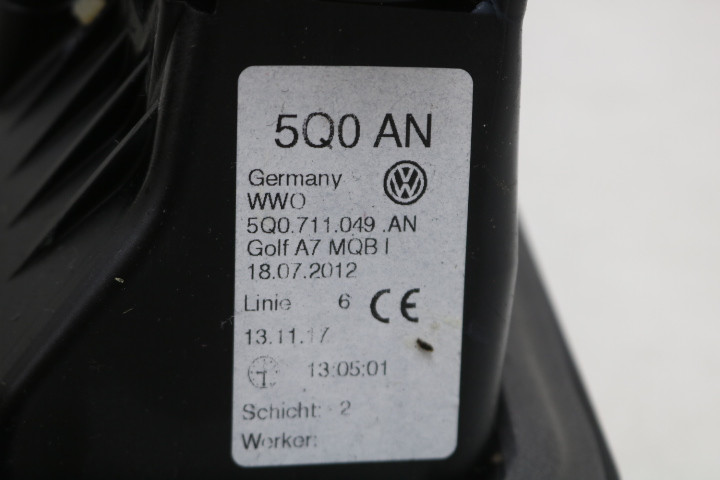 5Q0 AN
Germany
WWO
5Q0.711.049 .AN
Golf A7 MQB I
18.07.2012
Linie 6 CE
13.11.17
13:05:01
Schicht: 2
Werker: